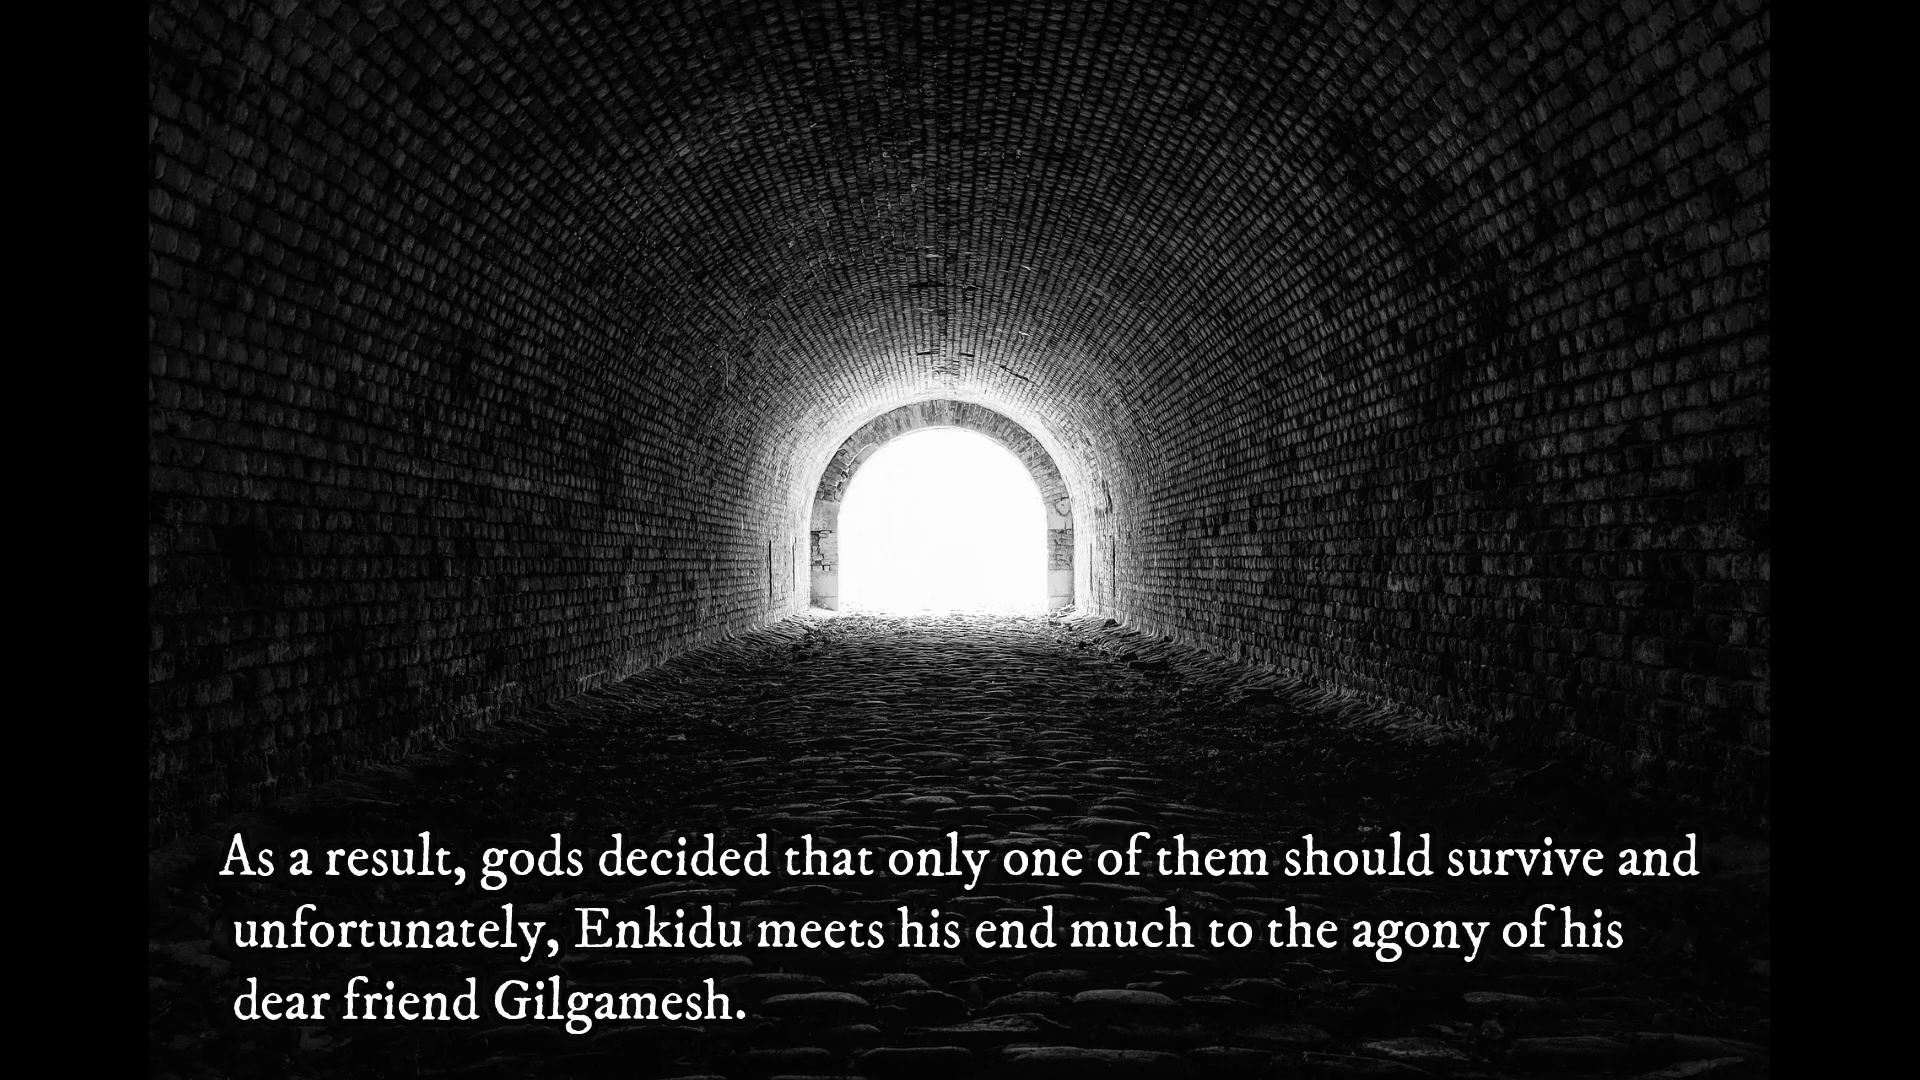 As a result, gods decided that only one of them should survive and
unfortunately, Enkidu meets his end much to the agony of his
dear friend Gilgamesh.